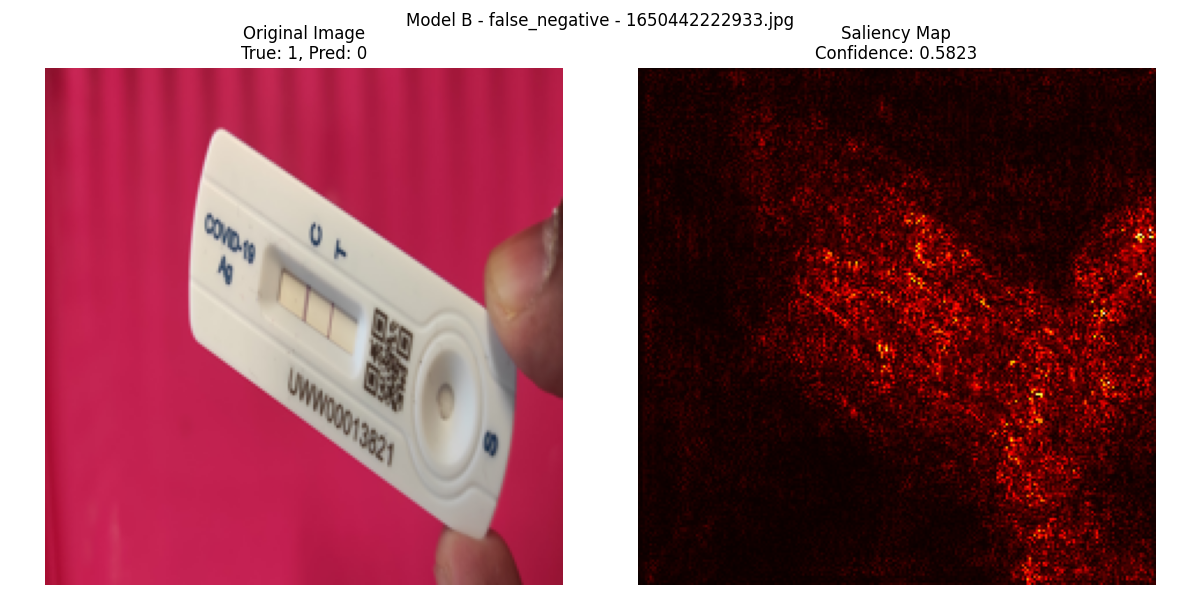 Model B - false_negative - 1650442222933.jpg
Original Image
True: 1, Pred: 0
Saliency Map
Confidence: 0.5823
C T
COVID-19
Ag
UWW00013821
S